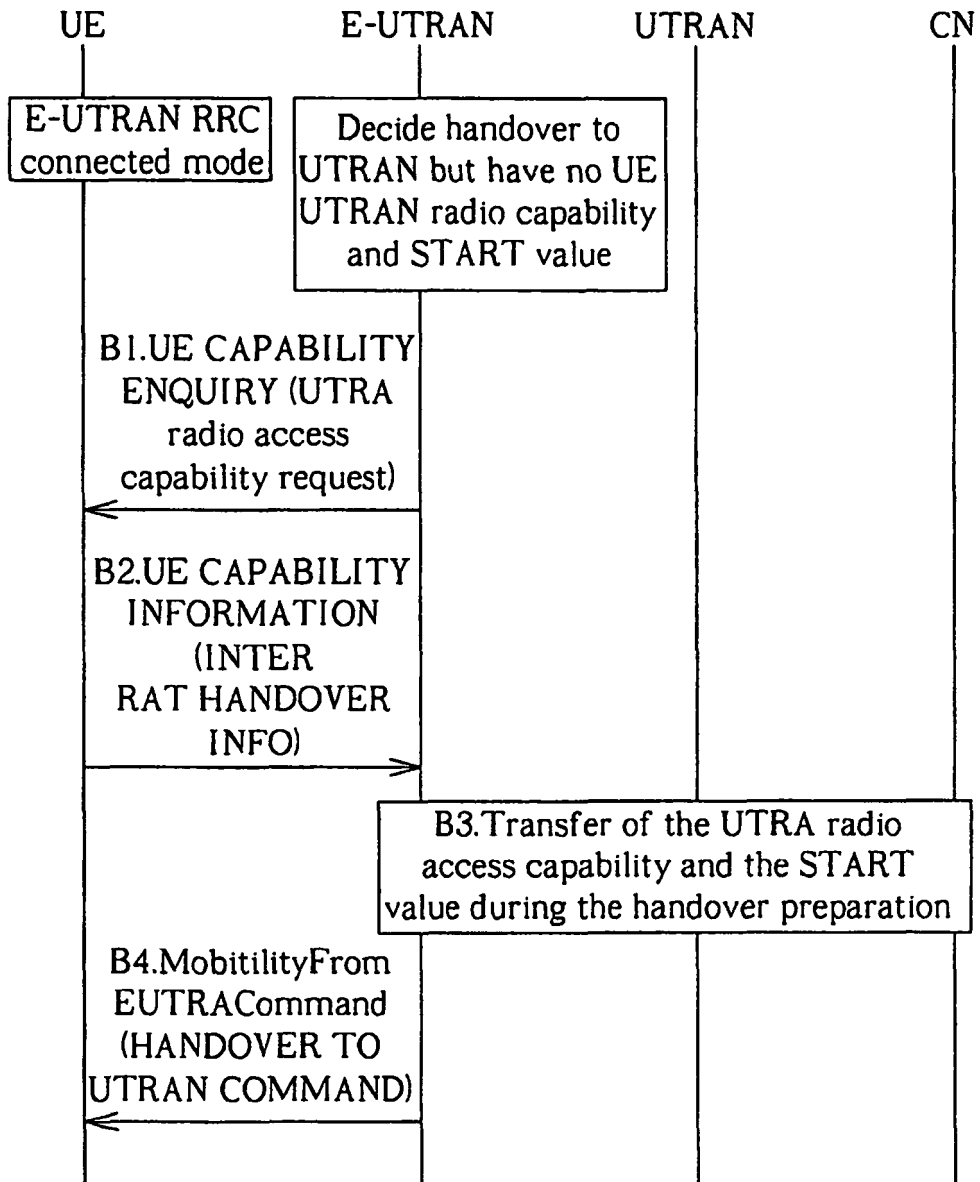 UE E-UTRAN UTRAN CN
E-UTRAN RRC
connected mode
Decide handover to
UTRAN but have no UE
UTRAN radio capability
and START value
B1.UE CAPABILITY
ENQUIRY (UTRA
radio access
capability request)
B2.UE CAPABILITY
INFORMATION
(INTER
RAT HANDOVER
INFO)
B3.Transfer of the UTRA radio
access capability and the START
value during the handover preparation
B4.MobitilityFrom
EUTRACommand
(HANDOVER TO
UTRAN COMMAND)